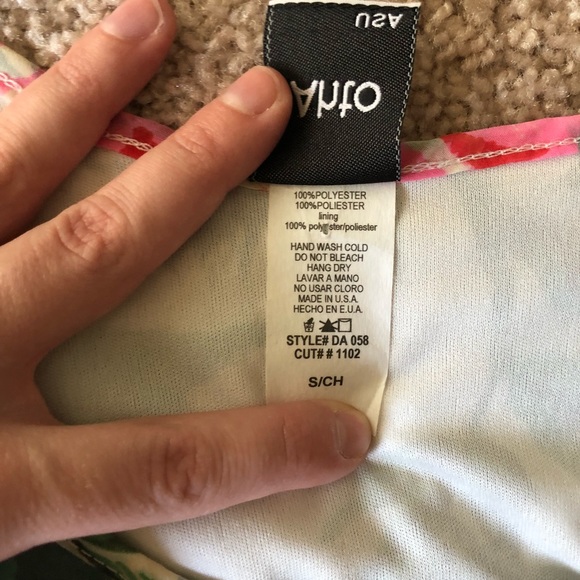 USA
100%POLYESTER
100%POLIESTER
lining
100% polyester/poliester
HAND WASH COLD
DO NOT BLEACH
HANG DRY
LAVAR A MANO
NO USAR CLORO
MADE IN U.S.A.
HECHO EN E.U.A.
STYLE# DA 058
CUT# # 1102
S/CH